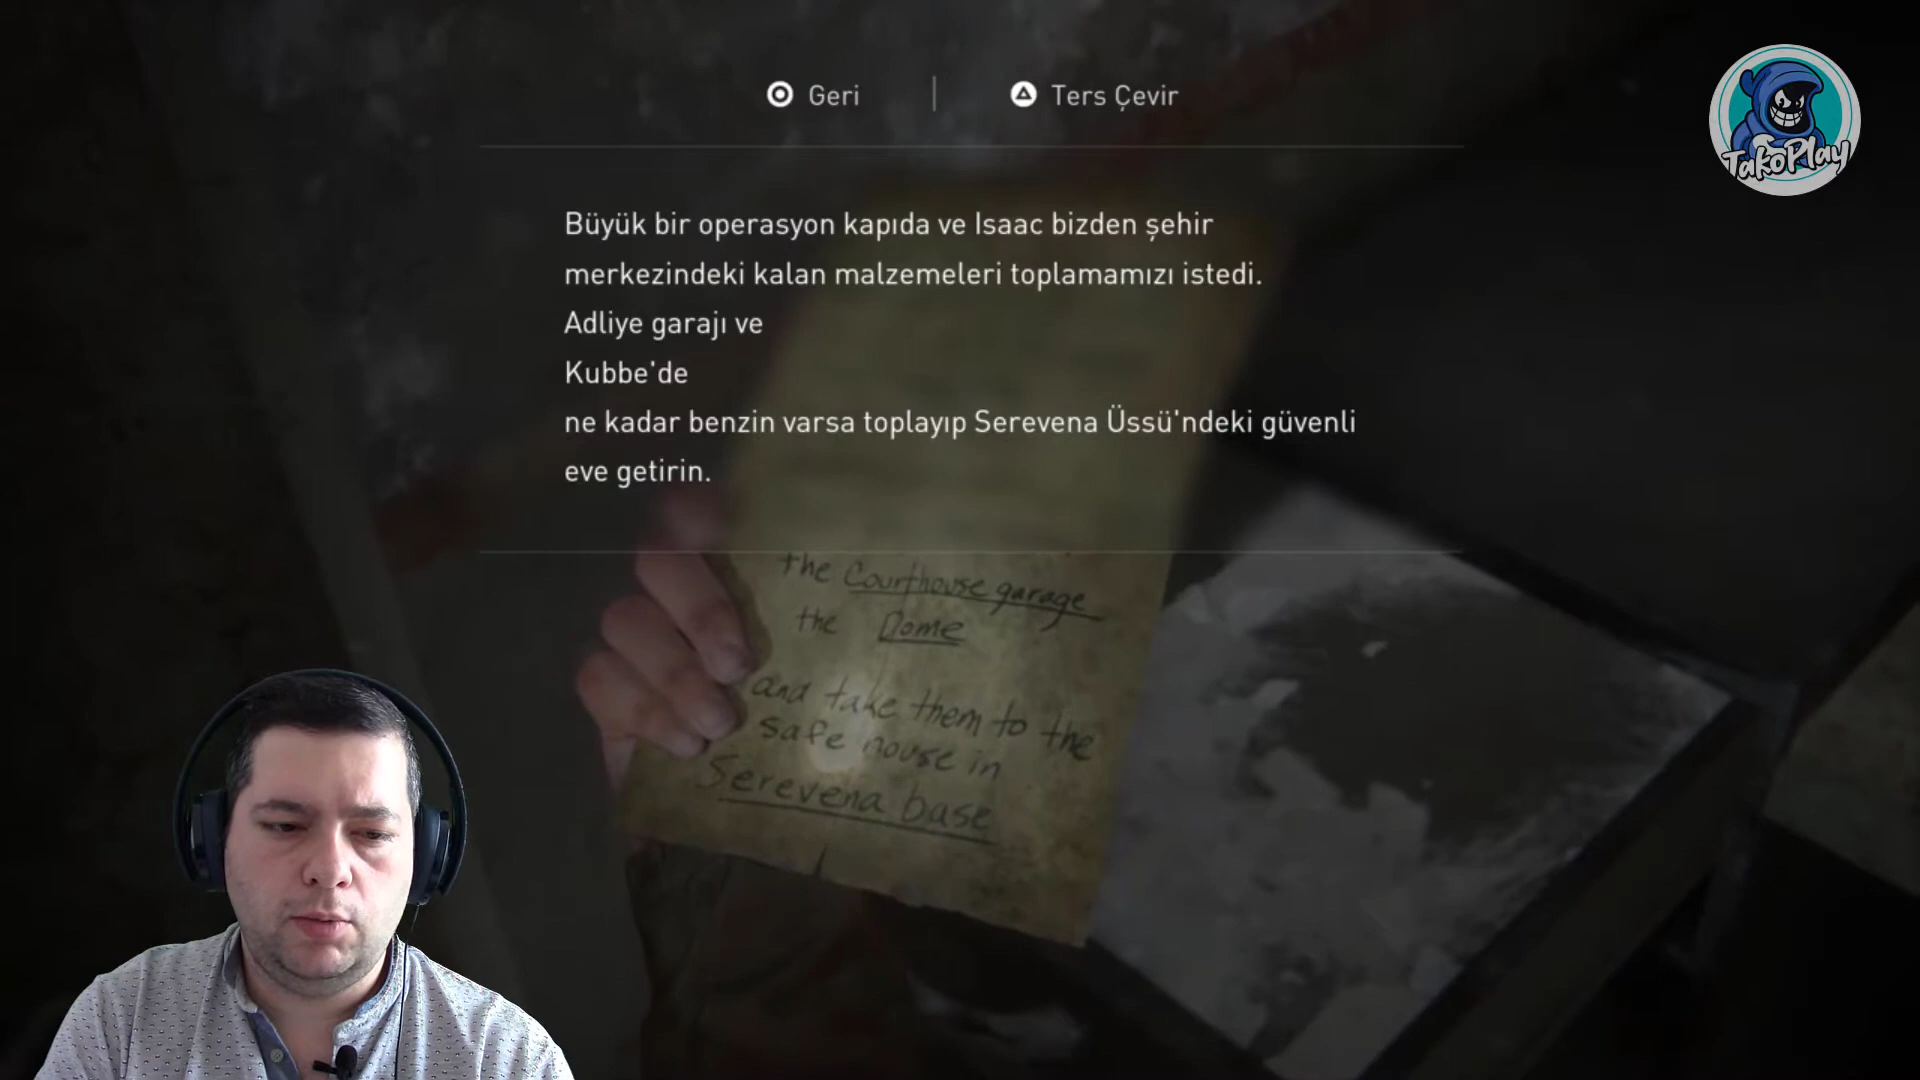 Geri
Ters Çevir
TakoPlay
Büyük bir operasyon kapıda ve Isaac bizden şehir
merkezindeki kalan malzemeleri toplamamızı istedi.
Adliye garajı ve
Kubbe'de
ne kadar benzin varsa toplayıp Serevena Üssü'ndeki güvenli
eve getirin.
the Courthouse garage
the Dome
and take them to the
safe house in
Serevena base